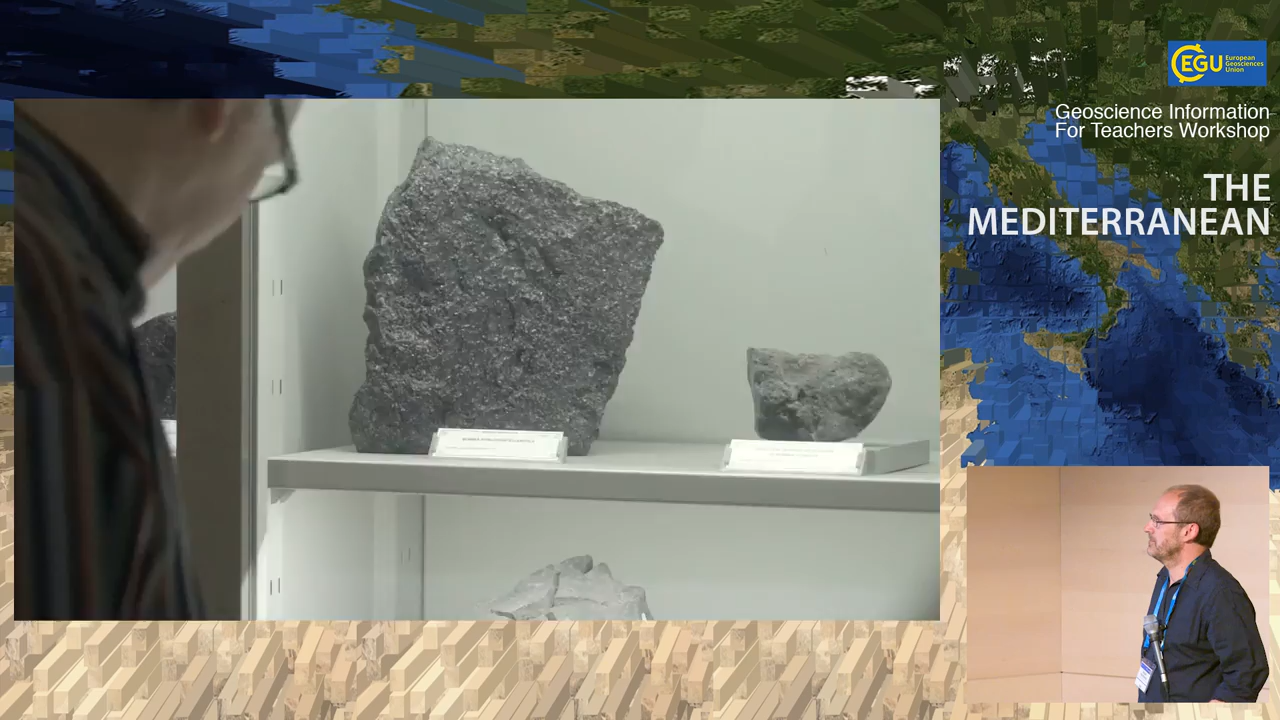 EGU
European
Geosciences
Union
Geoscience Information
For Teachers Workshop
THE
MEDITERRANEAN